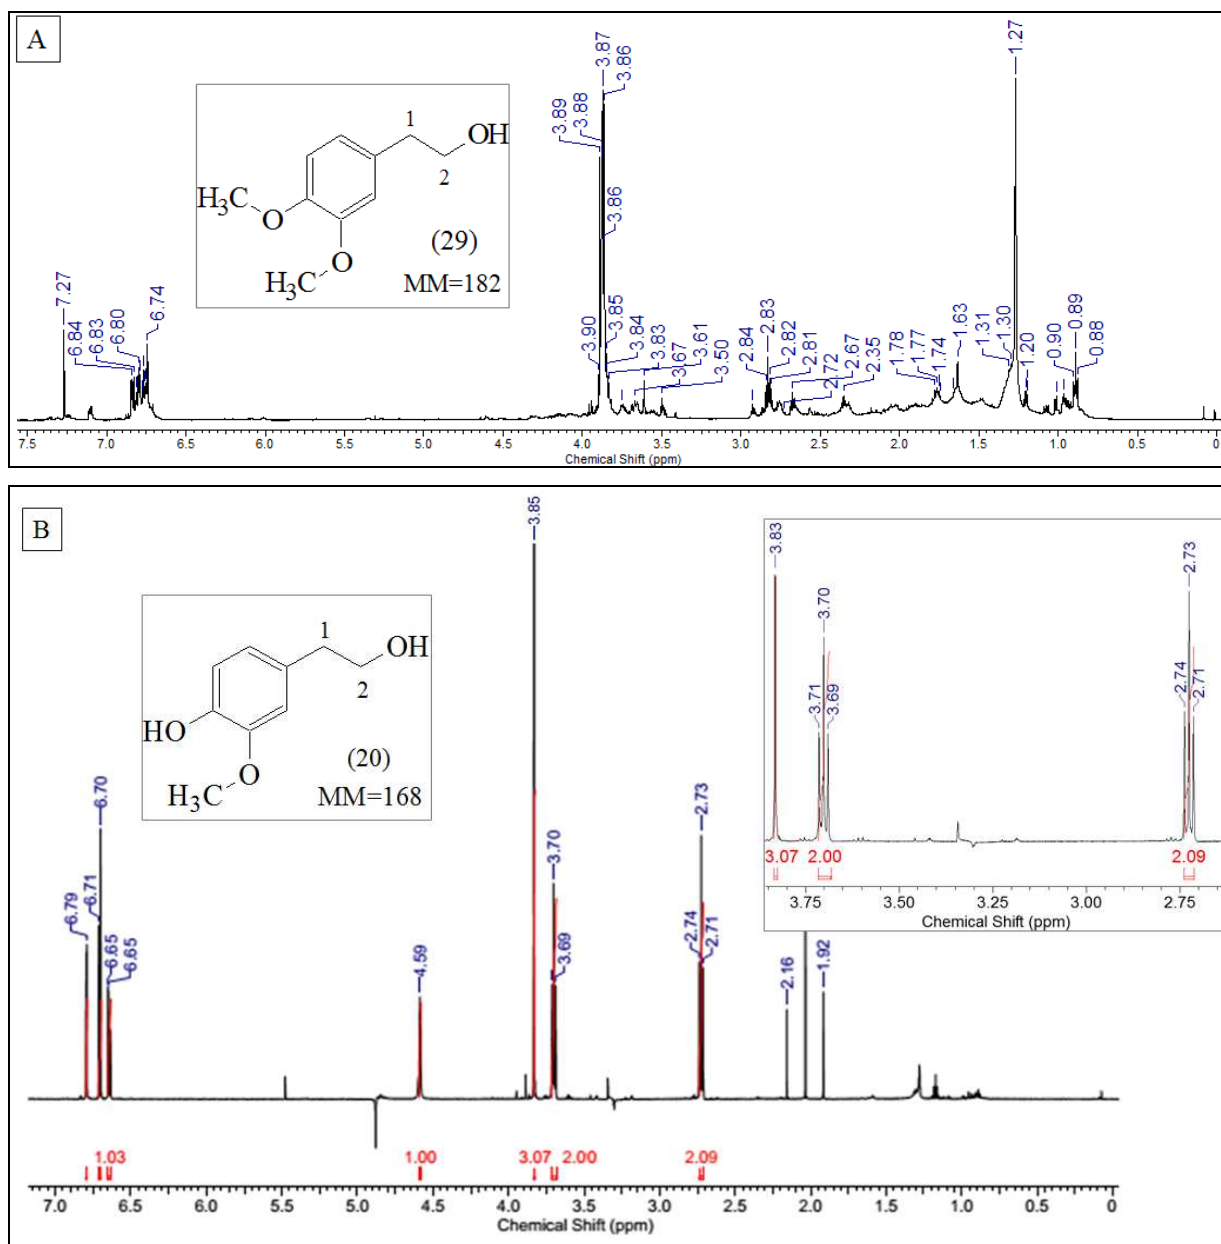 A
7.27
6.84
6.83
6.80
6.74
3.89
3.88
3.87
3.86
3.86
3.90
3.85
3.84
3.83
3.67
3.61
3.50
2.84
2.83
2.82
2.81
2.72
2.67
2.35
1.78
1.77
1.74
1.63
1.31
1.30
1.27
1.20
0.90
0.89
0.88
1
OH
2
H3C
O
O
(29)
H3C
MM=182
7.5 7.0 6.5 6.0 5.5 5.0 4.5 4.0 3.5 3.0 2.5 2.0 1.5 1.0 0.5 0
Chemical Shift (ppm)
B
6.79
6.71
6.70
6.65
6.65
4.59
3.85
3.70
3.69
2.74
2.73
2.71
2.16
1.92
1
OH
2
HO
O
(20)
H3C
MM=168
3.83
3.71
3.70
3.69
2.74
2.73
2.71
3.07 2.00 2.09
3.75 3.50 3.25 3.00 2.75
Chemical Shift (ppm)
1.03 1.00 3.07 2.00 2.09
7.0 6.5 6.0 5.5 5.0 4.5 4.0 3.5 3.0 2.5 2.0 1.5 1.0 0.5 0
Chemical Shift (ppm)